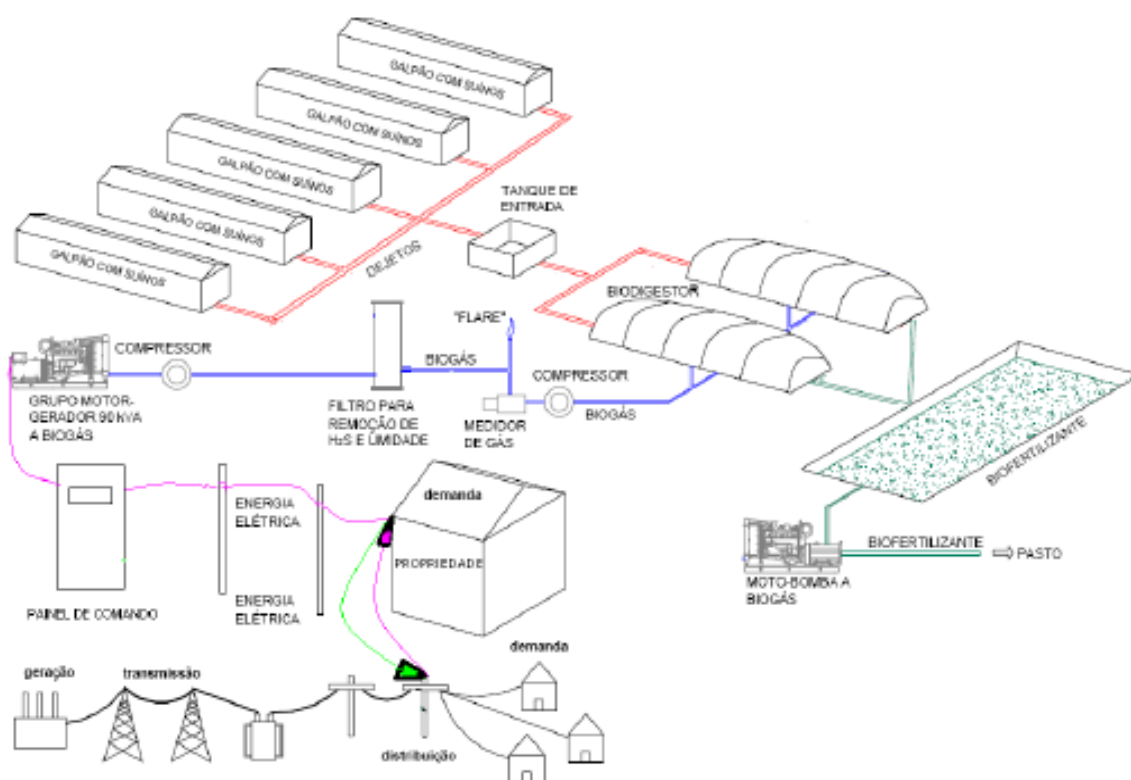 GALPÃO COM SUÍNOS
GALPÃO COM SUÍNOS
GALPÃO COM SUÍNOS
GALPÃO COM SUÍNOS
GALPÃO COM SUÍNOS
DEJETOS
TANQUE DE
ENTRADA
BIODIGESTOR
"FLARE"
COMPRESSOR
BIOGÁS
COMPRESSOR
BIOGÁS
GRUPO MOTOR-
GERADOR 90 kVA
A BIOGÁS
FILTRO PARA
REMOÇÃO DE
H₂S E UMIDADE
MEDIDOR
DE GÁS
BIOFERTILIZANTE
demanda
ENERGIA
ELÉTRICA
PROPRIEDADE
BIOFERTILIZANTE
PASTO
MOTO-BOMBA A
BIOGÁS
PAINEL DE COMANDO
ENERGIA
ELÉTRICA
demanda
geração
transmissão
distribuição